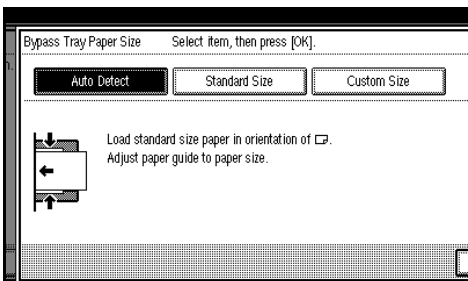 Bypass Tray Paper Size Select item, then press [OK].
Auto Detect Standard Size Custom Size
Load standard size paper in orientation of .
Adjust paper guide to paper size.